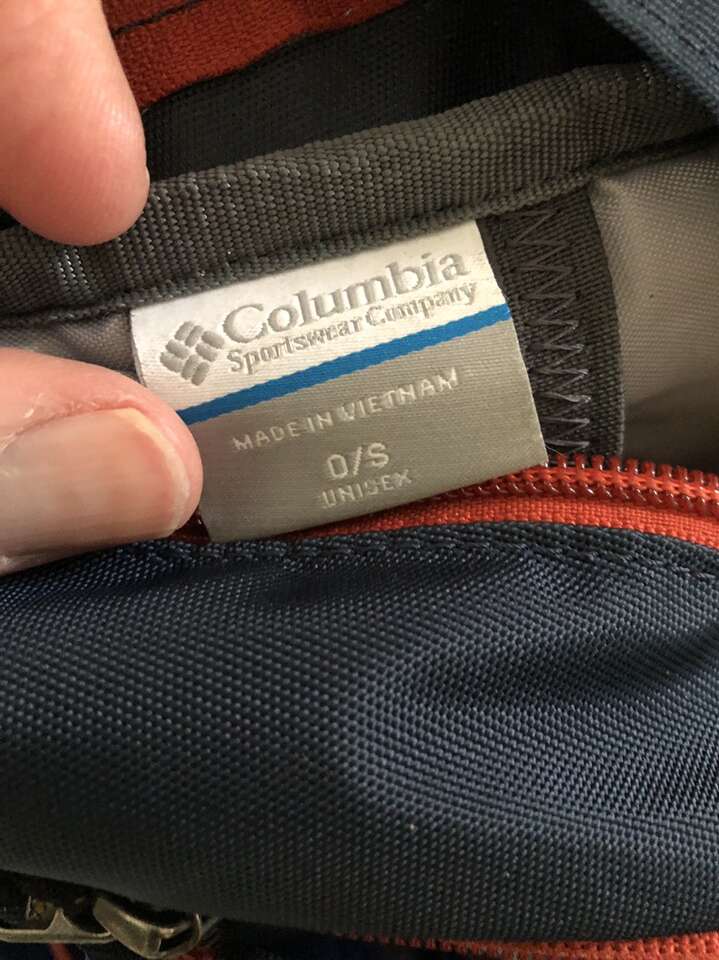 Columbia
Sportswear Company
MADE IN VIETNAM
O/S
UNISEX